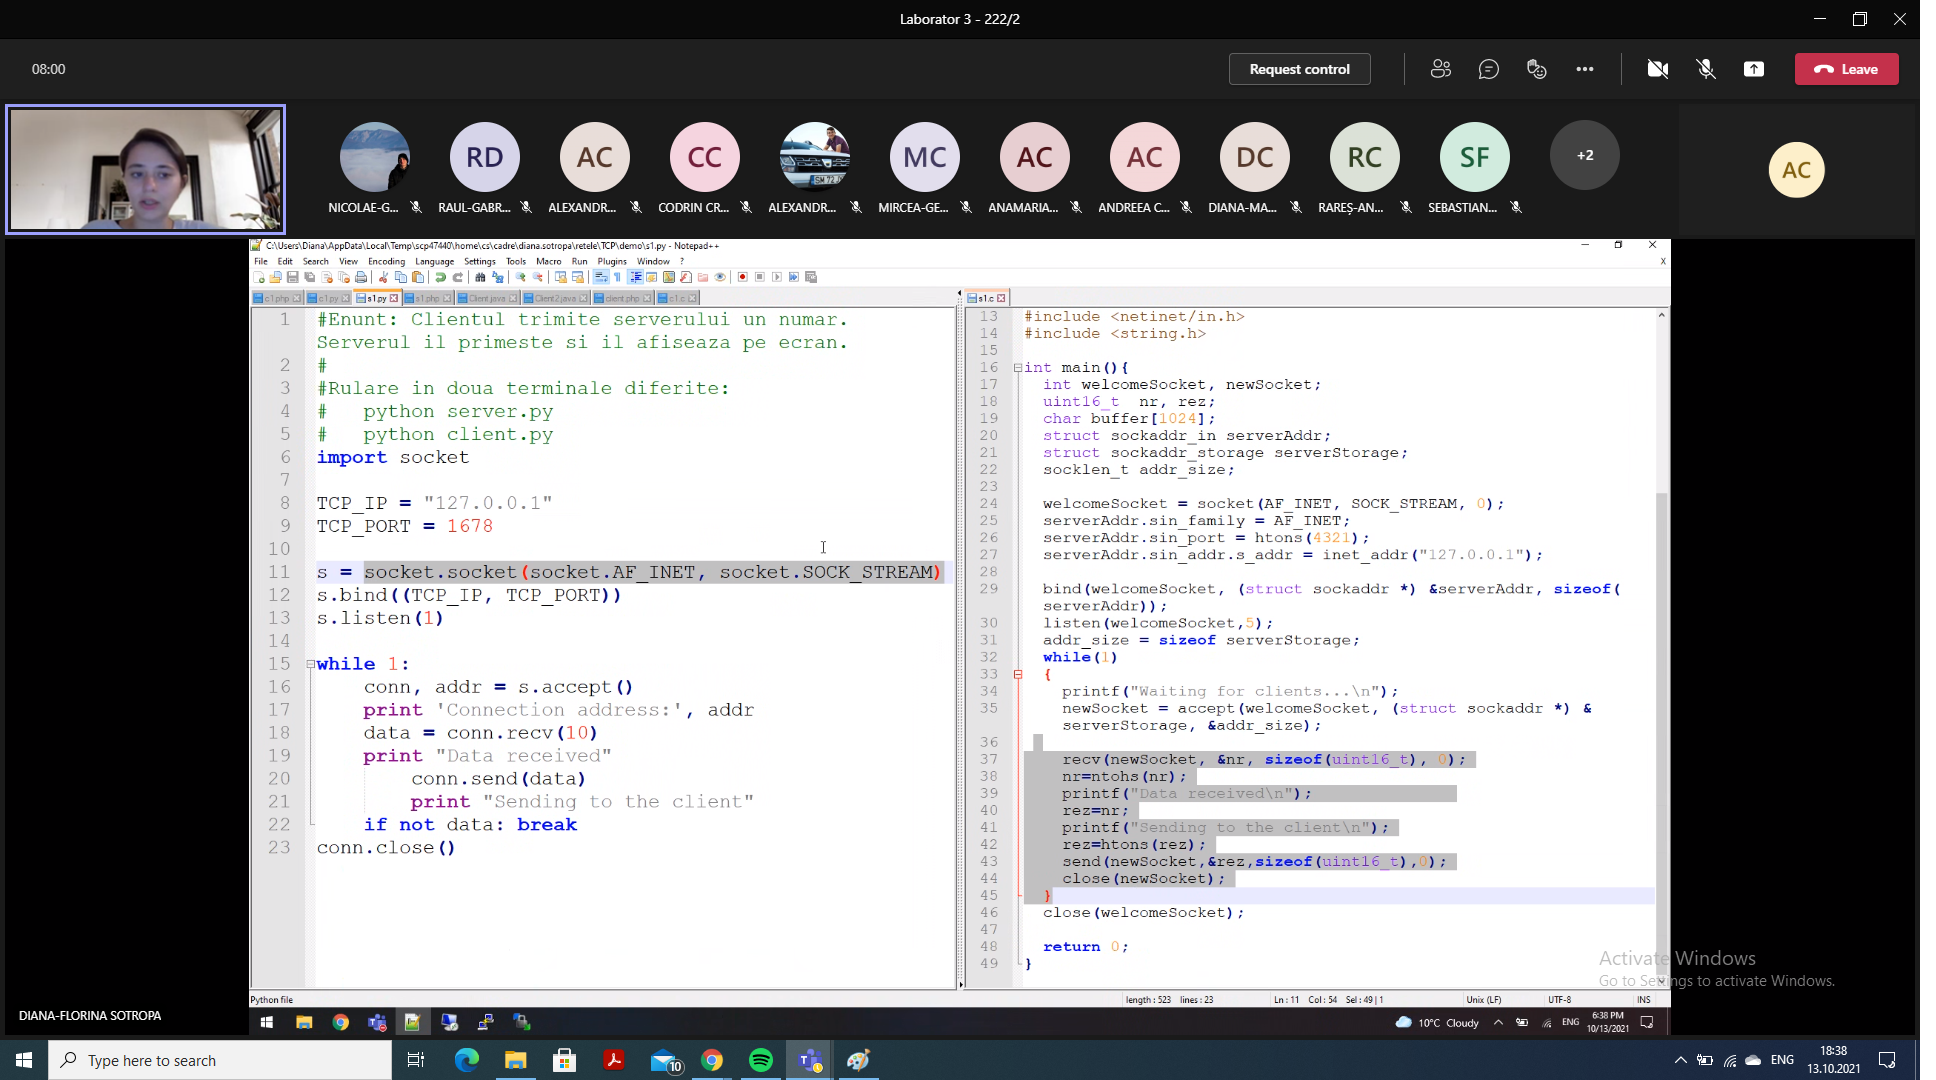 Laborator 3 - 222/2
08:00
Request control
Leave
RD
AC
CC
MC
AC
AC
DC
RC
SF
+2
AC
NICOLAE-G...
RAUL-GABR...
ALEXANDR...
CODRIN CR...
ALEXANDR...
MIRCEA-GE...
ANAMARIA...
ANDREEA C...
DIANA-MA...
RAREȘ-AN...
SEBASTIAN...
C:\Users\Diana\AppData\Local\Temp\scp47440\home\cs\cadre\diana.sotropa\retele\TCP\demo\s1.py - Notepad++
File Edit Search View Encoding Language Settings Tools Macro Run Plugins Window ?
X
c1.php
c1.py
s1.py
s1.php
Client.java
Client2.java
client.php
c1.c
s1.c
1 #Enunt: Clientul trimite serverului un numar.
Serverul il primeste si il afiseaza pe ecran.
2 #
3 #Rulare in doua terminale diferite:
4 # python server.py
5 # python client.py
6 import socket
7
8 TCP_IP = "127.0.0.1"
9 TCP_PORT = 1678
10
11 s = socket.socket(socket.AF_INET, socket.SOCK_STREAM)
12 s.bind((TCP_IP, TCP_PORT))
13 s.listen(1)
14
15 while 1:
16 conn, addr = s.accept()
17 print 'Connection address:', addr
18 data = conn.recv(10)
19 print "Data received"
20 conn.send(data)
21 print "Sending to the client"
22 if not data: break
23 conn.close()
13 #include <netinet/in.h>
14 #include <string.h>
15
16 int main(){
17 int welcomeSocket, newSocket;
18 uint16_t nr, rez;
19 char buffer[1024];
20 struct sockaddr_in serverAddr;
21 struct sockaddr_storage serverStorage;
22 socklen_t addr_size;
23
24 welcomeSocket = socket(AF_INET, SOCK_STREAM, 0);
25 serverAddr.sin_family = AF_INET;
26 serverAddr.sin_port = htons(4321);
27 serverAddr.sin_addr.s_addr = inet_addr("127.0.0.1");
28
29 bind(welcomeSocket, (struct sockaddr *) &serverAddr, sizeof(
serverAddr));
30 listen(welcomeSocket,5);
31 addr_size = sizeof serverStorage;
32 while(1)
33 {
34 printf("Waiting for clients...\n");
35 newSocket = accept(welcomeSocket, (struct sockaddr *) &
serverStorage, &addr_size);
36
37 recv(newSocket, &nr, sizeof(uint16_t), 0);
38 nr=ntohs(nr);
39 printf("Data received\n");
40 rez=nr;
41 printf("Sending to the client\n");
42 rez=htons(rez);
43 send(newSocket,&rez,sizeof(uint16_t),0);
44 close(newSocket);
45 }
46 close(welcomeSocket);
47
48 return 0;
49 }
Activate Windows
Go to Settings to activate Windows.
Python file
length : 523 lines : 23
Ln : 11 Col : 54 Sel : 49 | 1
Unix (LF)
UTF-8
INS
DIANA-FLORINA SOTROPA
10°C Cloudy
ENG
6:38 PM
10/13/2021
Type here to search
10
ENG
18:38
13.10.2021